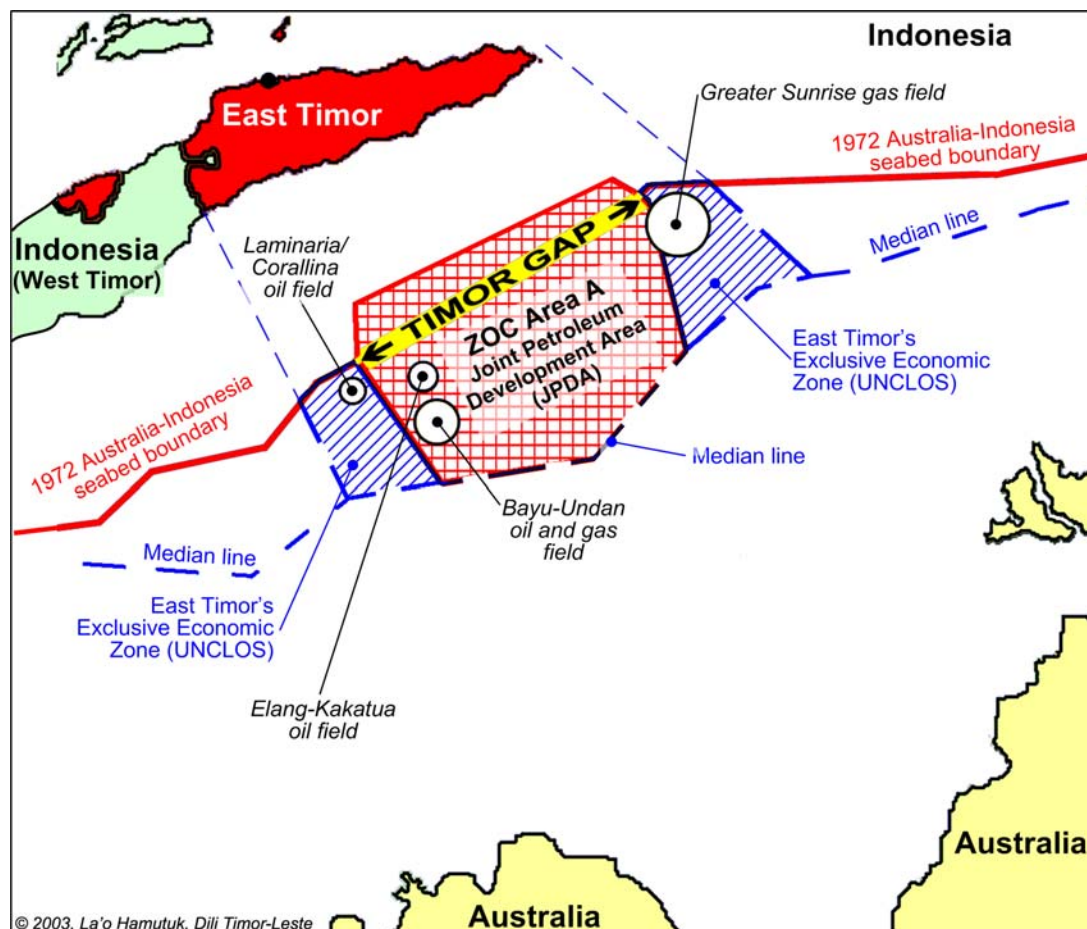 Indonesia
Greater Sunrise gas field
East Timor
1972 Australia-Indonesia
seabed boundary
Indonesia
(West Timor)
Laminaria/
Corallina
oil field
TIMOR GAP
Median line
ZOC Area A
Joint Petroleum
Development Area
(JPDA)
East Timor's
Exclusive Economic
Zone (UNCLOS)
1972 Australia-Indonesia
seabed boundary
Median line
Bayu-Undan
oil and gas
field
Median line
East Timor's
Exclusive Economic
Zone (UNCLOS)
Elang-Kakatua
oil field
Australia
Australia
© 2003, La'o Hamutuk, Dili Timor-Leste